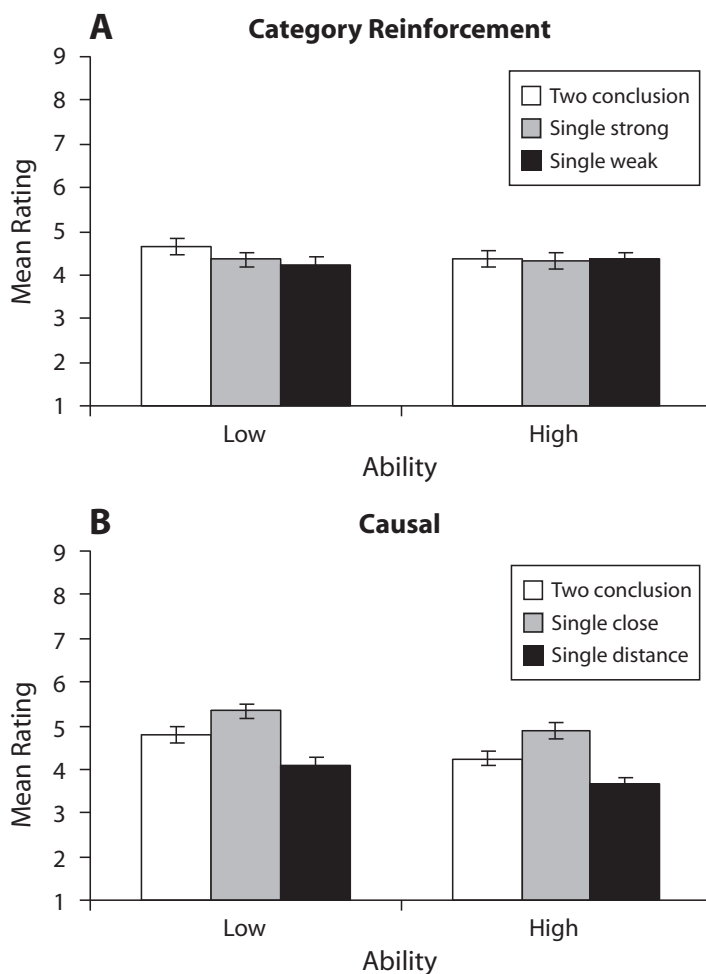 A Category Reinforcement
9
8
7
6
5
4
3
2
1
Mean Rating
Two conclusion
Single strong
Single weak
Low High
Ability
B Causal
9
8
7
6
5
4
3
2
1
Mean Rating
Two conclusion
Single close
Single distance
Low High
Ability